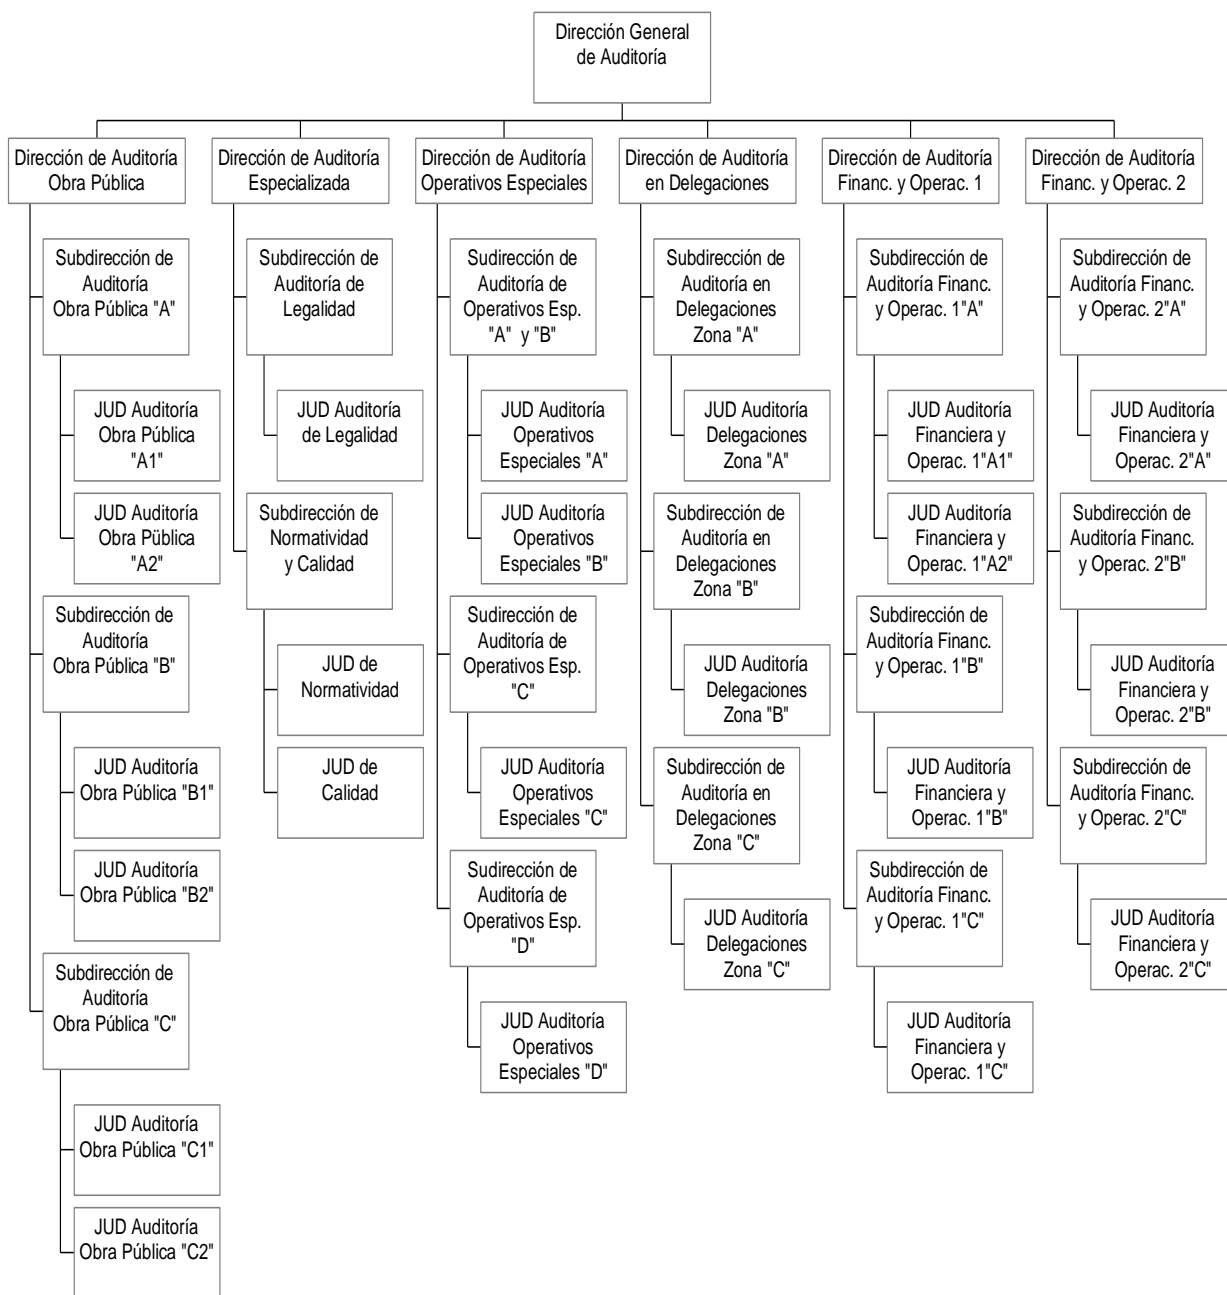 Dirección General
de Auditoría
Dirección de Auditoría
Obra Pública
Subdirección de
Auditoría
Obra Pública "A"
JUD Auditoría
Obra Pública
"A1"
JUD Auditoría
Obra Püblica
"A2"
Subdirección de
Auditoría
Obra Pública "B"
JUD Auditoría
Obra Pública "B1"
JUD Auditoría
Obra Pública "B2"
Subdirección de
Auditoría
Obra Pública "C"
JUD Auditoría
Obra Pública "C1"
JUD Auditoría
Obra Pública "C2"
Dirección de Auditoría
Especializada
Subdirección de
Auditoría de
Legalidad
JUD Auditoría
de Legalidad
Subdirección de
Normatividad
y Calidad
JUD de
Normatividad
JUD de
Calidad
Dirección de Auditoría
Operativos Especiales
Sudirección de
Auditoría de
Operativos Esp.
"A" y "B"
JUD Auditoría
Operativos
Especiales "A"
JUD Auditoría
Operativos
Especiales "B"
Sudirección de
Auditoría de
Operativos Esp.
"C"
JUD Auditoría
Operativos
Especiales "C"
Sudirección de
Auditoría de
Operativos Esp.
"D"
JUD Auditoría
Operativos
Especiales "D"
Dirección de Auditoría
en Delegaciones
Subdirección de
Auditoría en
Delegaciones
Zona "A"
JUD Auditoría
Delegaciones
Zona "A"
Subdirección de
Auditoría en
Delegaciones
Zona "B"
JUD Auditoría
Delegaciones
Zona "B"
Subdirección de
Auditoría en
Delegaciones
Zona "C"
JUD Auditoría
Delegaciones
Zona "C"
Dirección de Auditoría
Financ. y Operac. 1
Subdirección de
Auditoría Financ.
y Operac. 1"A"
JUD Auditoría
Financiera y
Operac. 1"A1"
JUD Auditoría
Financiera y
Operac. 1"A2"
Subdirección de
Auditoría Financ.
y Operac. 1"B"
JUD Auditoría
Financiera y
Operac. 1"B"
Subdirección de
Auditoría Financ.
y Operac. 1"C"
JUD Auditoría
Financiera y
Operac. 1"C"
Dirección de Auditoría
Financ. y Operac. 2
Subdirección de
Auditoría Financ.
y Operac. 2"A"
JUD Auditoría
Financiera y
Operac. 2"A"
Subdirección de
Auditoría Financ.
y Operac. 2"B"
JUD Auditoría
Financiera y
Operac. 2"B"
Subdirección de
Auditoría Financ.
y Operac. 2"C"
JUD Auditoría
Financiera y
Operac. 2"C"